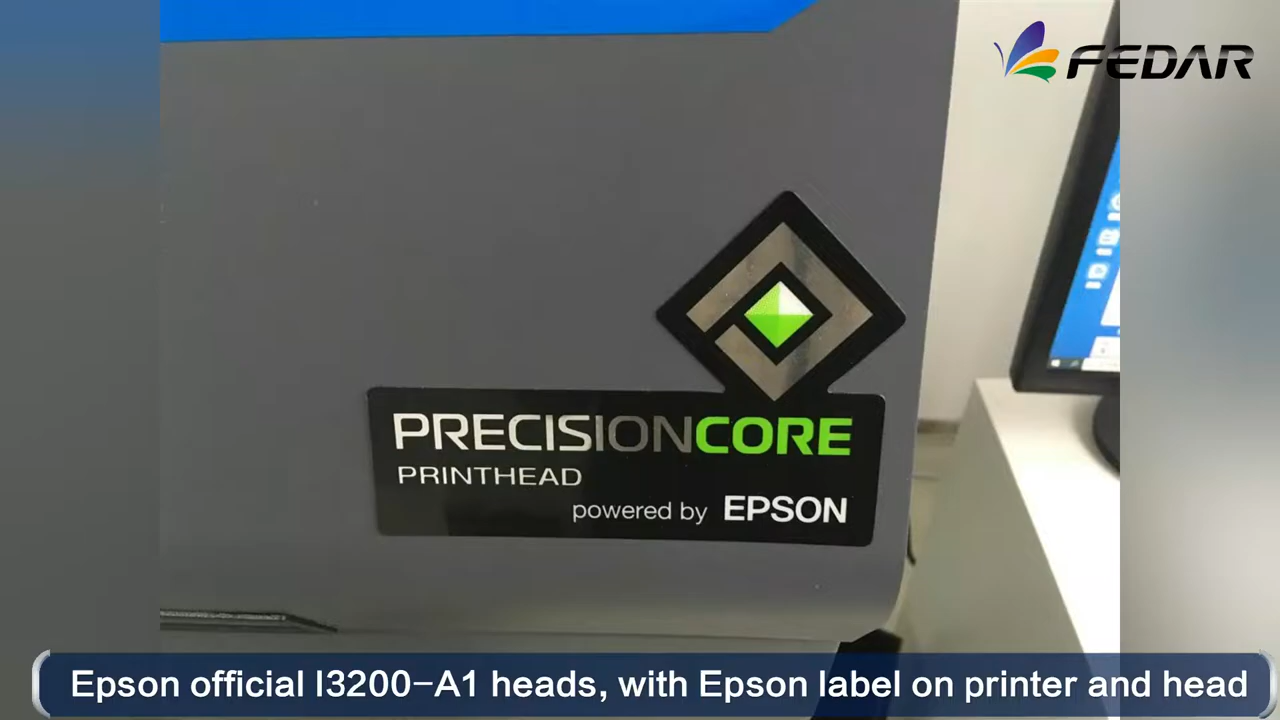 FEDAR
PRECISIONCORE
PRINTHEAD
powered by EPSON
Epson official I3200-A1 heads, with Epson label on printer and head